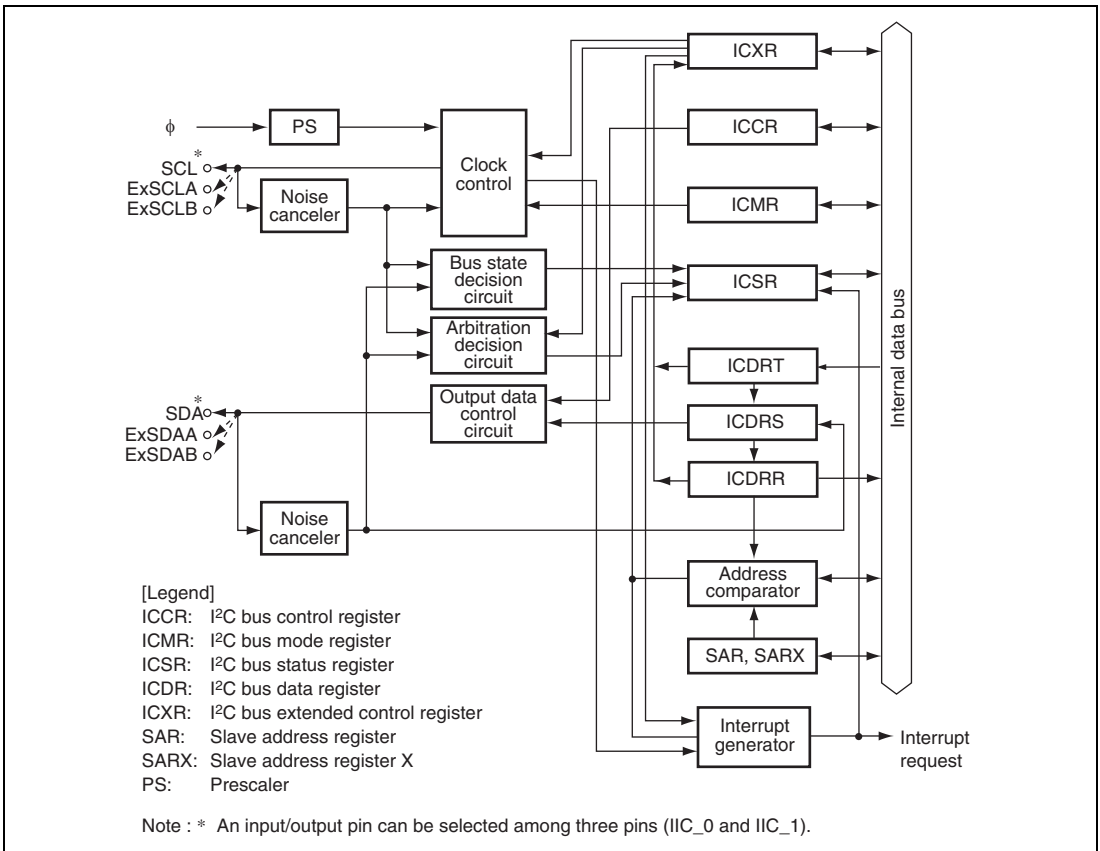 ICXR
φ
PS
ICCR
*
SCL
Clock
control
ExSCLA
ExSCLB
Noise
canceler
ICMR
Bus state
decision
circuit
ICSR
Internal data bus
Arbitration
decision
circuit
ICDRT
*
SDA
Output data
control
circuit
ICDRS
ExSDAA
ExSDAB
ICDRR
Noise
canceler
Address
comparator
SAR, SARX
Interrupt
generator
Interrupt
request
[Legend]
ICCR: I²C bus control register
ICMR: I²C bus mode register
ICSR: I²C bus status register
ICDR: I²C bus data register
ICXR: I²C bus extended control register
SAR: Slave address register
SARX: Slave address register X
PS: Prescaler
Note : * An input/output pin can be selected among three pins (IIC_0 and IIC_1).